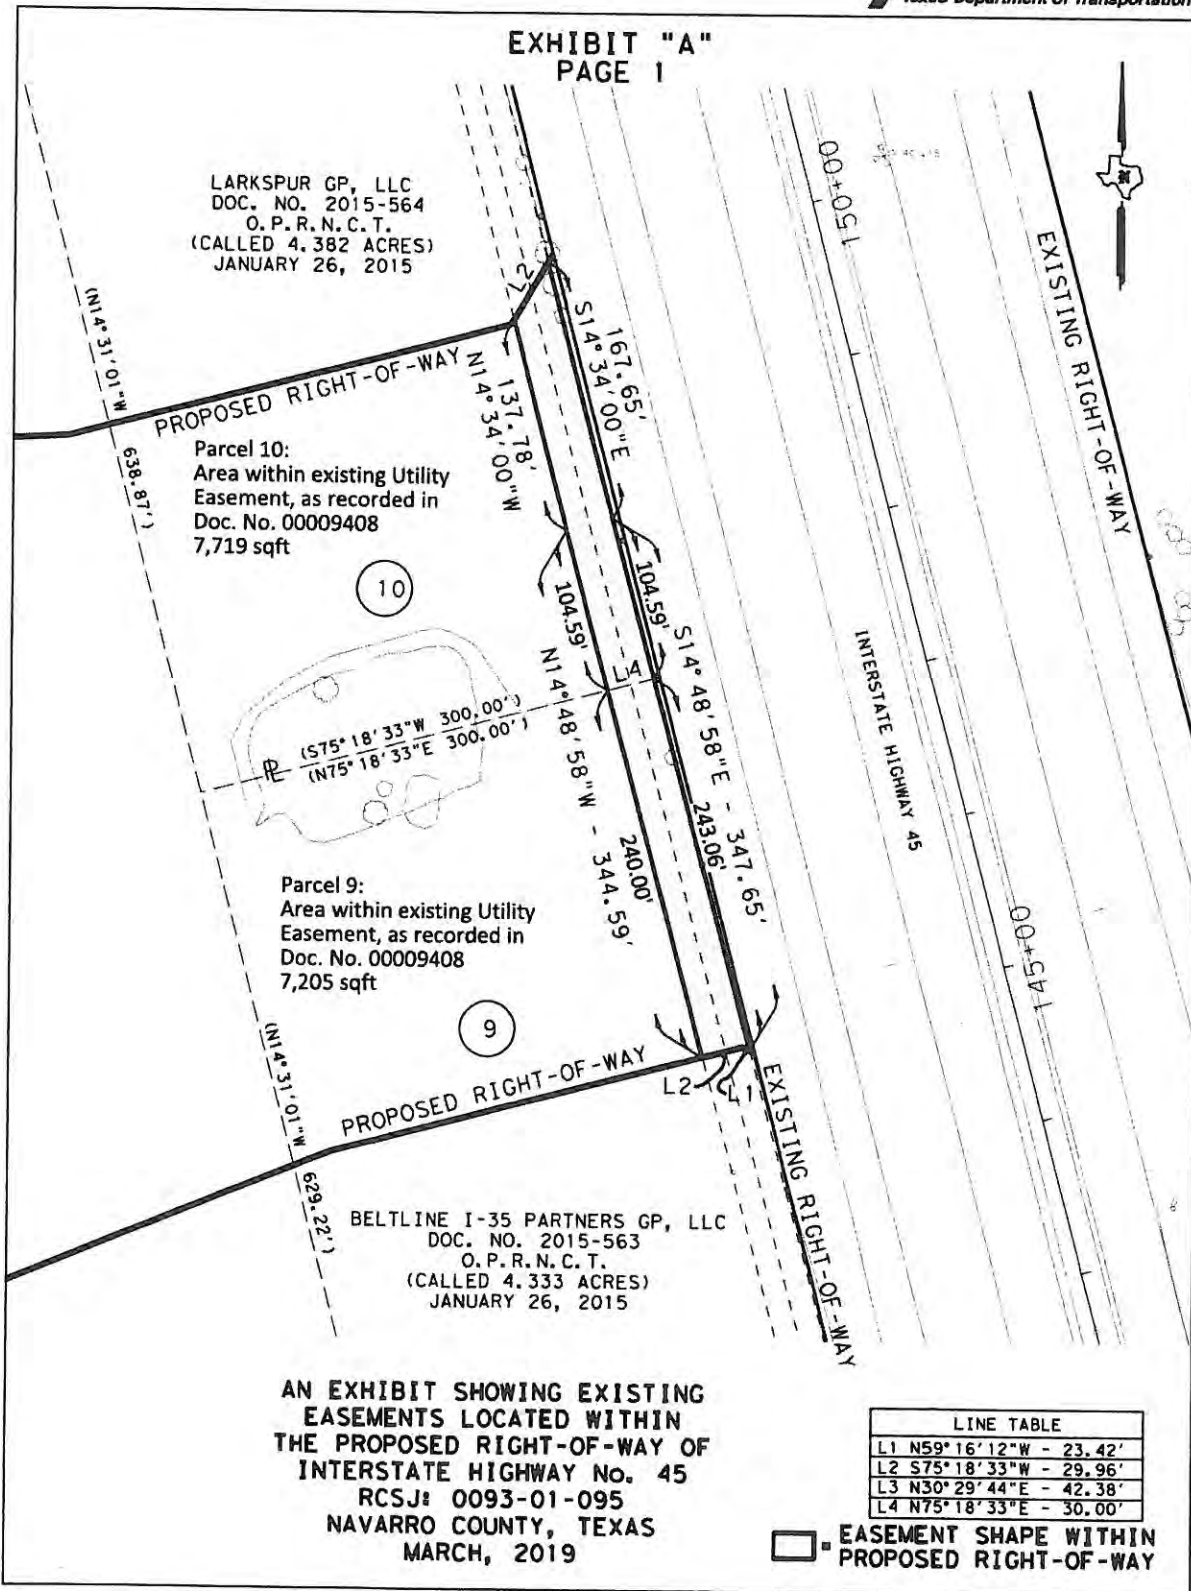 Texas Department of Transportation
EXHIBIT "A"
PAGE 1
LARKSPUR GP, LLC
DOC. NO. 2015-564
O.P.R.N.C.T.
(CALLED 4.382 ACRES)
JANUARY 26, 2015
150+00
EXISTING RIGHT-OF-WAY
(N14°31'01"W
638.87')
PROPOSED RIGHT-OF-WAY
137.78'
N14°34'00"W
167.65'
S14°34'00"E
Parcel 10:
Area within existing Utility
Easement, as recorded in
Doc. No. 00009408
7,719 sqft
10
104.59'
104.59'
L4
N14°48'58"W - 344.59'
S14°48'58"E - 347.65'
INTERSTATE HIGHWAY 45
(S75°18'33"W 300.00')
(N75°18'33"E 300.00')
PL
240.00'
243.06'
Parcel 9:
Area within existing Utility
Easement, as recorded in
Doc. No. 00009408
7,205 sqft
145+00
9
(N14°31'01"W
629.22')
PROPOSED RIGHT-OF-WAY
L2
L1
EXISTING RIGHT-OF-WAY
BELTLINE I-35 PARTNERS GP, LLC
DOC. NO. 2015-563
O.P.R.N.C.T.
(CALLED 4.333 ACRES)
JANUARY 26, 2015
AN EXHIBIT SHOWING EXISTING
EASEMENTS LOCATED WITHIN
THE PROPOSED RIGHT-OF-WAY OF
INTERSTATE HIGHWAY No. 45
RCSJ: 0093-01-095
NAVARRO COUNTY, TEXAS
MARCH, 2019
LINE TABLE
L1 N59°16'12"W - 23.42'
L2 S75°18'33"W - 29.96'
L3 N30°29'44"E - 42.38'
L4 N75°18'33"E - 30.00'
EASEMENT SHAPE WITHIN
PROPOSED RIGHT-OF-WAY